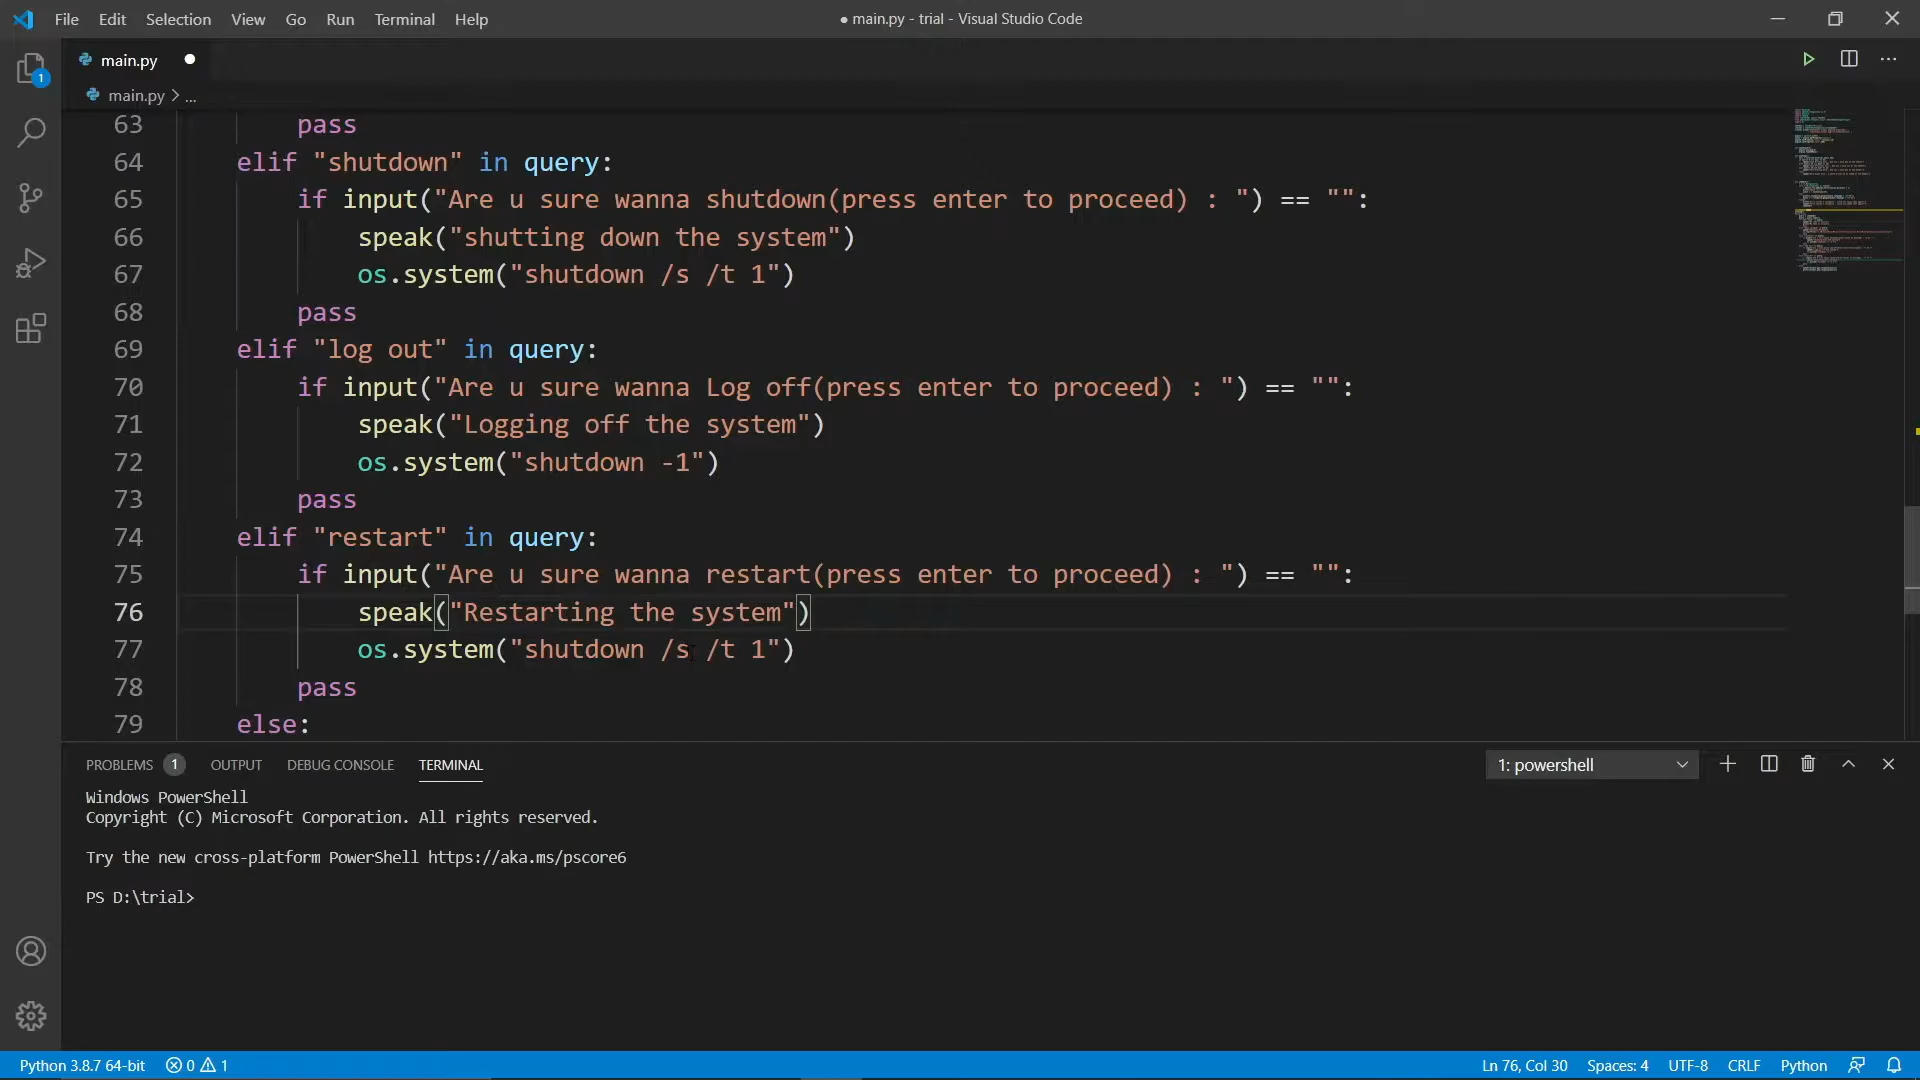 File Edit Selection View Go Run Terminal Help
● main.py - trial - Visual Studio Code
main.py
1
main.py > ...
63 pass
64 elif "shutdown" in query:
65 if input("Are u sure wanna shutdown(press enter to proceed) : ") == "":
66 speak("shutting down the system")
67 os.system("shutdown /s /t 1")
68 pass
69 elif "log out" in query:
70 if input("Are u sure wanna Log off(press enter to proceed) : ") == "":
71 speak("Logging off the system")
72 os.system("shutdown -1")
73 pass
74 elif "restart" in query:
75 if input("Are u sure wanna restart(press enter to proceed) : ") == "":
76 speak("Restarting the system")
77 os.system("shutdown /s /t 1")
78 pass
79 else:
PROBLEMS 1 OUTPUT DEBUG CONSOLE TERMINAL 1: powershell
Windows PowerShell
Copyright (C) Microsoft Corporation. All rights reserved.
Try the new cross-platform PowerShell https://aka.ms/pscore6
PS D:\trial>
Python 3.8.7 64-bit 0 1 Ln 76, Col 30 Spaces: 4 UTF-8 CRLF Python